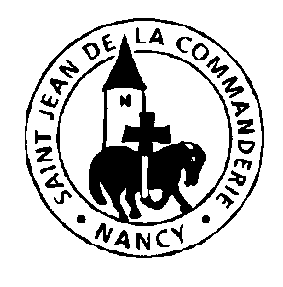 SAINT JEAN DE LA COMMANDERIE
• NANCY •
N